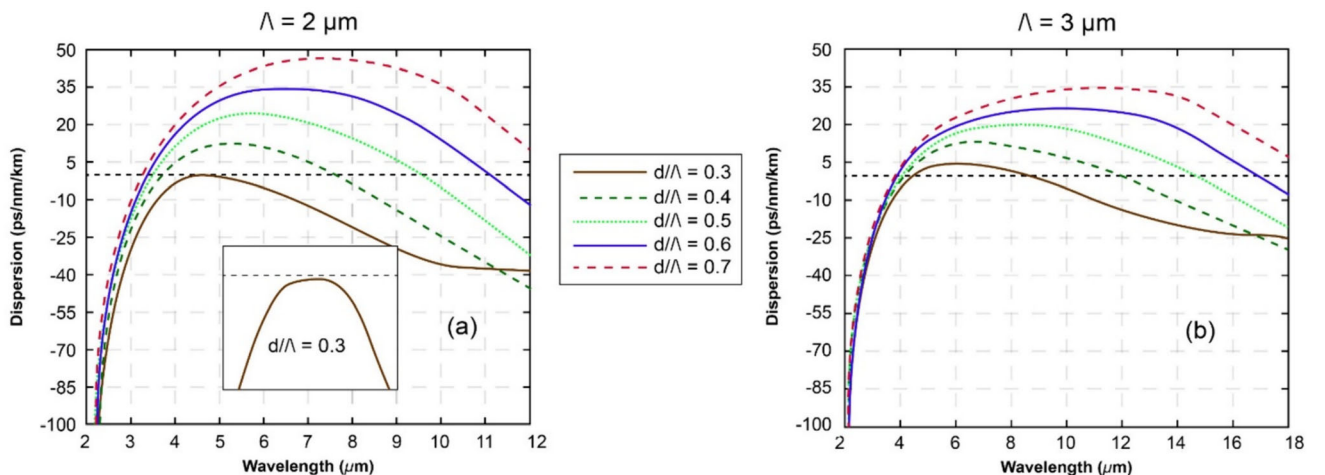 /\ = 2 µm
50
35
20
5
-10
-25
-40
-55
-70
-85
-100
Dispersion (ps/nm/km)
2 3 4 5 6 7 8 9 10 11 12
Wavelength (µm)
(a)
d/Λ = 0.3
d/Λ = 0.3
d/Λ = 0.4
d/Λ = 0.5
d/Λ = 0.6
d/Λ = 0.7
Λ = 3 µm
50
35
20
5
-10
-25
-40
-55
-70
-85
-100
Dispersion (ps/nm/km)
2 4 6 8 10 12 14 16 18
Wavelength (µm)
(b)